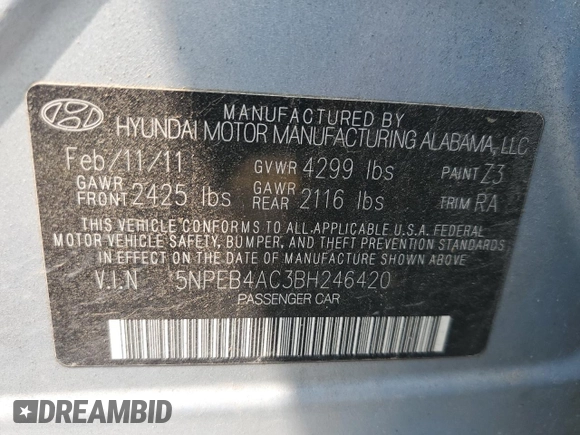 MANUFACTURED BY
HYUNDAI MOTOR MANUFACTURING ALABAMA, LLC
Feb/11/11 GVWR 4299 lbs PAINT Z3
GAWR FRONT 2425 lbs GAWR REAR 2116 lbs TRIM RA
THIS VEHICLE CONFORMS TO ALL APPLICABLE U.S.A. FEDERAL
MOTOR VEHICLE SAFETY, BUMPER, AND THEFT PREVENTION STANDARDS
IN EFFECT ON THE DATE OF MANUFACTURE SHOWN ABOVE.
V.I.N 5NPEB4AC3BH246420
PASSENGER CAR
DREAMBID